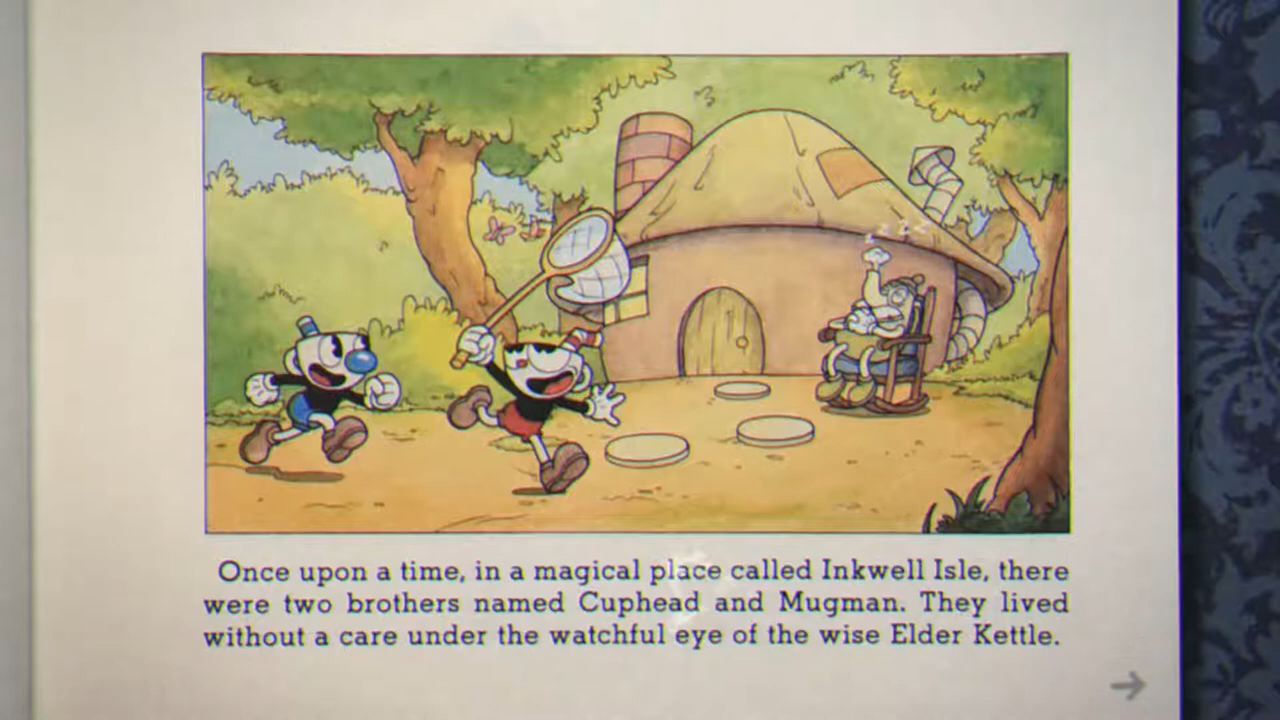 z z z z
Once upon a time, in a magical place called Inkwell Isle, there
were two brothers named Cuphead and Mugman. They lived
without a care under the watchful eye of the wise Elder Kettle.